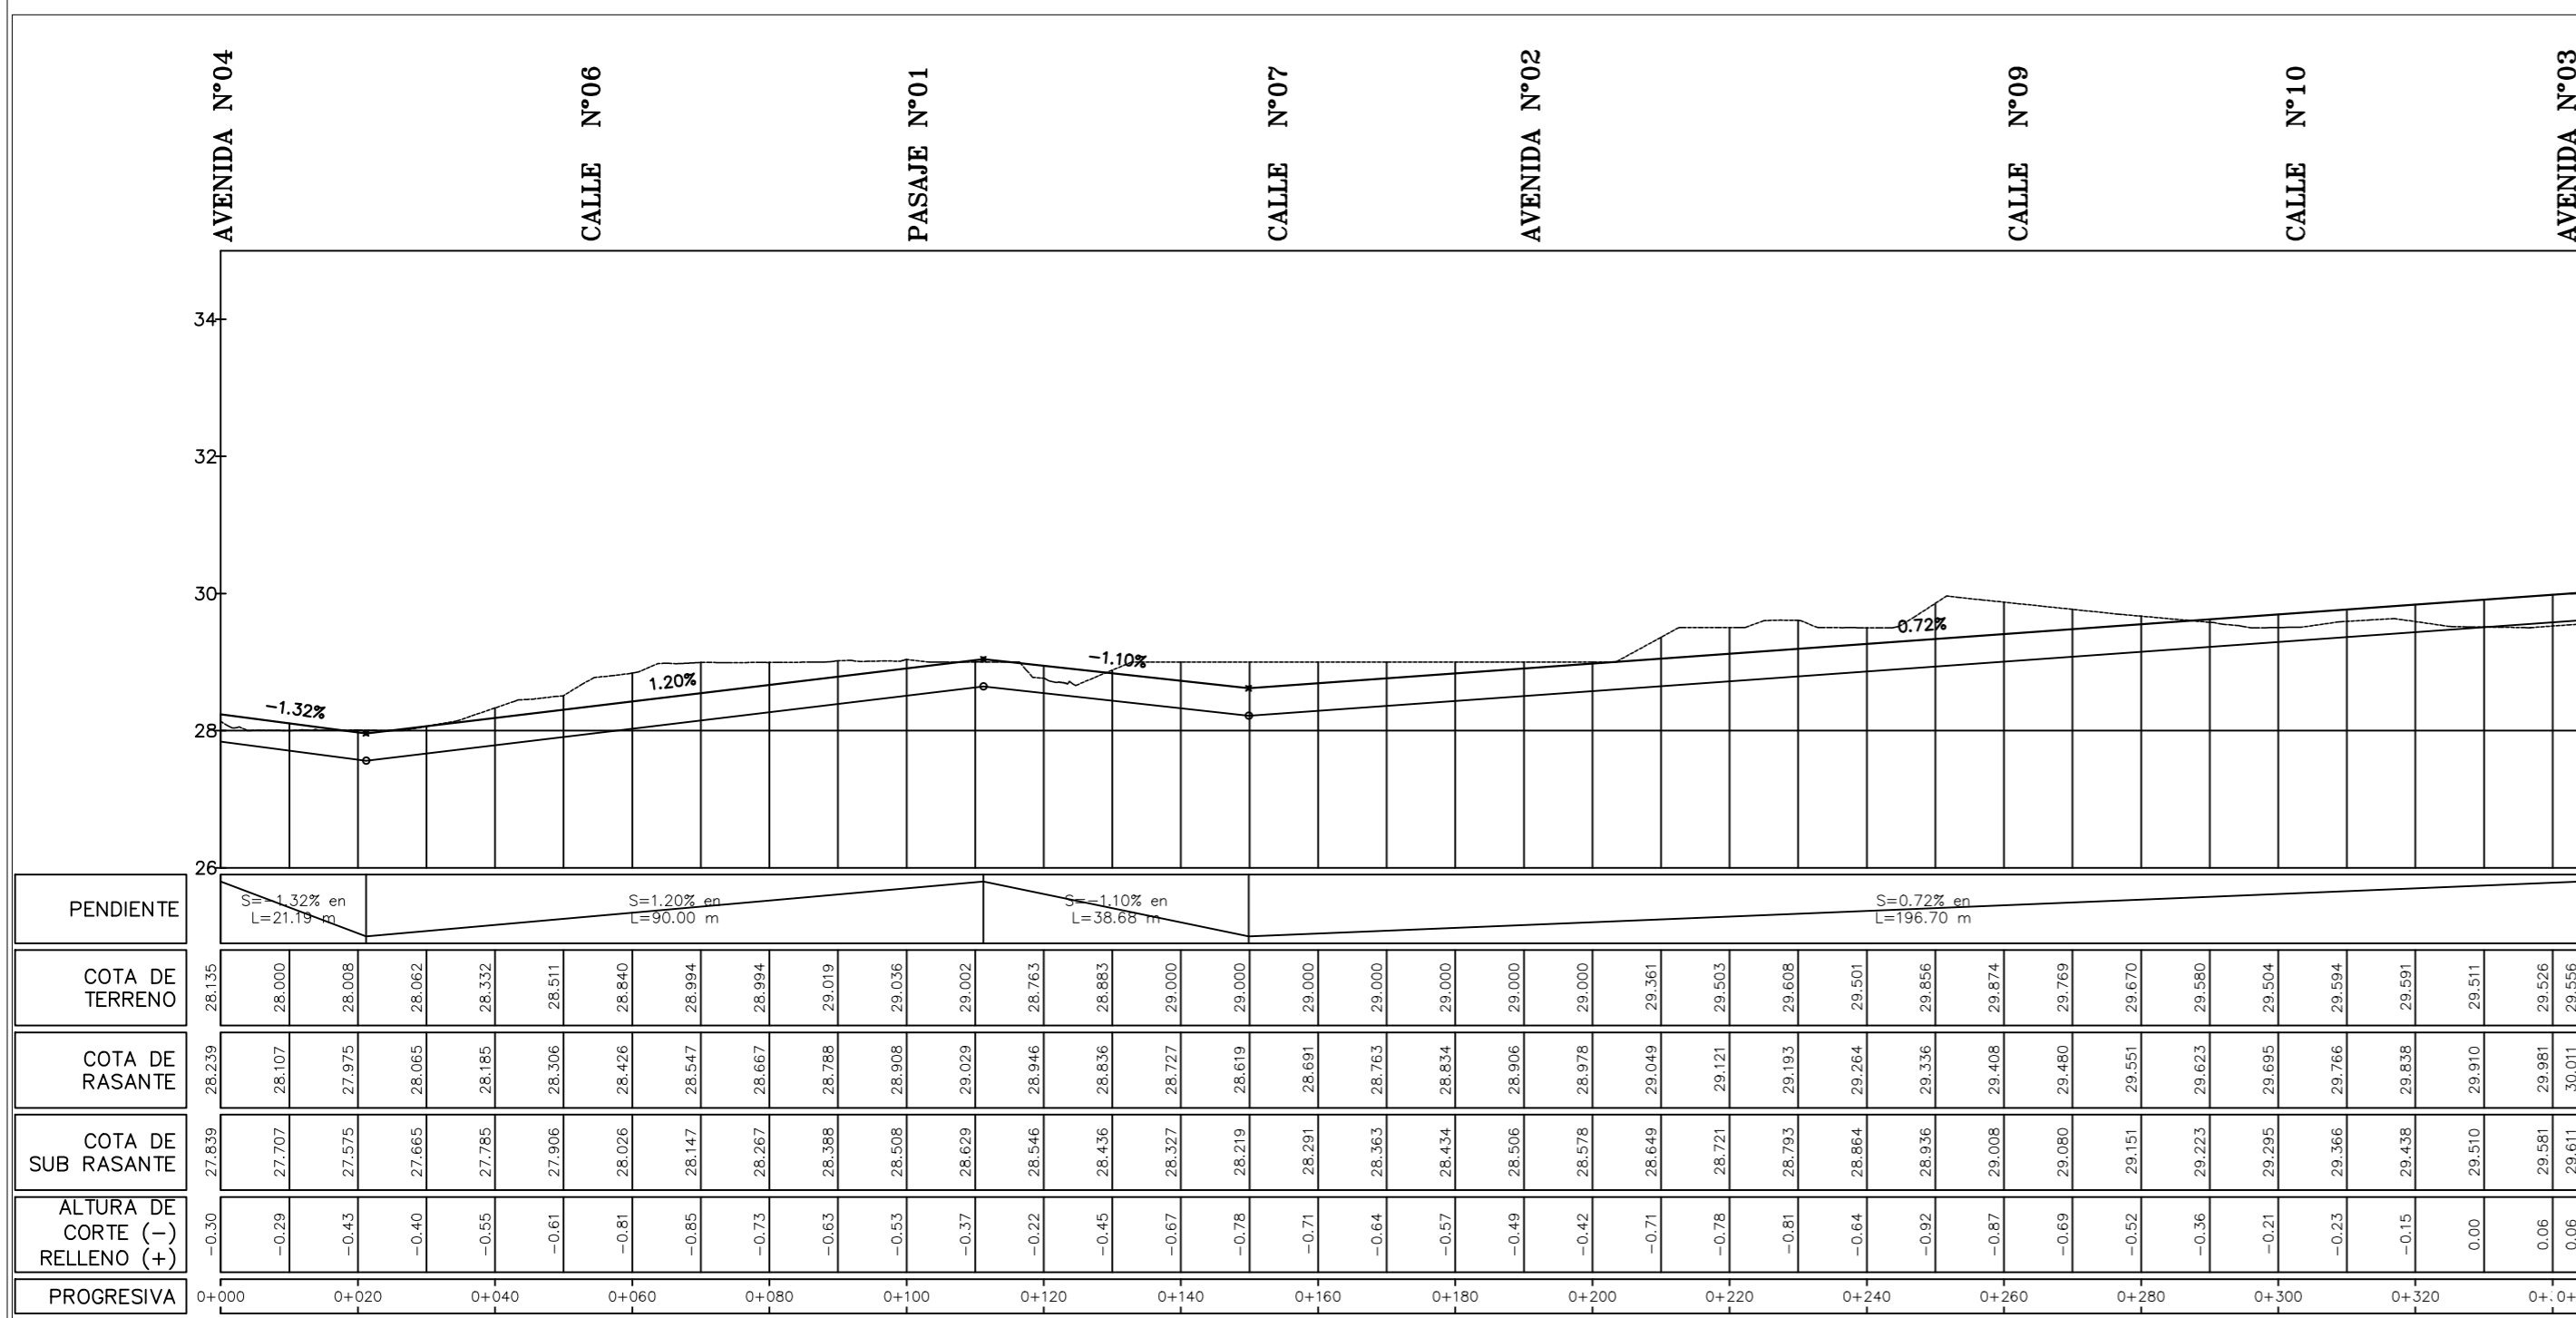 AVENIDA N°04
CALLE N°06
PASAJE N°01
CALLE N°07
AVENIDA N°02
CALLE N°09
CALLE N°10
AVENIDA N°03
34
32
30
28
26
-1.32%
1.20%
-1.10%
0.72%
PENDIENTE
S=-1.32% en
L=21.19 m
S=1.20% en
L=90.00 m
S=-1.10% en
L=38.68 m
S=0.72% en
L=196.70 m
COTA DE
TERRENO
28.135 28.000 28.008 28.062 28.332 28.511 28.840 28.994 28.994 29.019 29.036 29.002 28.763 28.883 29.000 29.000 29.000 29.000 29.000 29.000 29.000 29.361 29.503 29.608 29.501 29.856 29.874 29.769 29.670 29.580 29.504 29.594 29.591 29.511 29.526 29.556
COTA DE
RASANTE
28.239 28.107 27.975 28.065 28.185 28.306 28.426 28.547 28.667 28.788 28.908 29.029 28.946 28.836 28.727 28.619 28.691 28.763 28.834 28.906 28.978 29.049 29.121 29.193 29.264 29.336 29.408 29.480 29.551 29.623 29.695 29.766 29.838 29.910 29.981 30.011
COTA DE
SUB RASANTE
27.839 27.707 27.575 27.665 27.785 27.906 28.026 28.147 28.267 28.388 28.508 28.629 28.546 28.436 28.327 28.219 28.291 28.363 28.434 28.506 28.578 28.649 28.721 28.793 28.864 28.936 29.008 29.080 29.151 29.223 29.295 29.366 29.438 29.510 29.581 29.611
ALTURA DE
CORTE (-)
RELLENO (+)
-0.30 -0.29 -0.43 -0.40 -0.55 -0.61 -0.81 -0.85 -0.73 -0.63 -0.53 -0.37 -0.22 -0.45 -0.67 -0.78 -0.71 -0.64 -0.57 -0.49 -0.42 -0.71 -0.78 -0.81 -0.64 -0.92 -0.87 -0.69 -0.52 -0.36 -0.21 -0.23 -0.15 0.00 0.06 0.06
PROGRESIVA
0+000 0+020 0+040 0+060 0+080 0+100 0+120 0+140 0+160 0+180 0+200 0+220 0+240 0+260 0+280 0+300 0+320